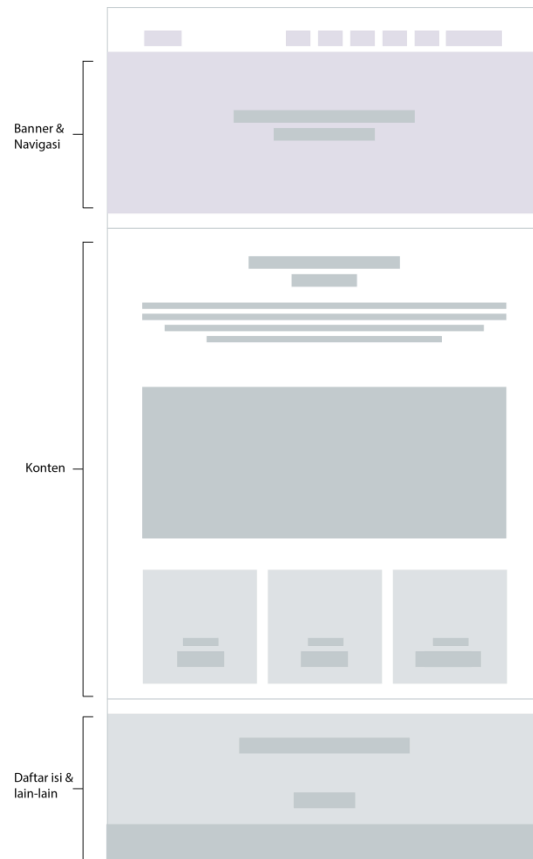 Banner &
Navigasi
Konten
Daftar isi &
lain-lain